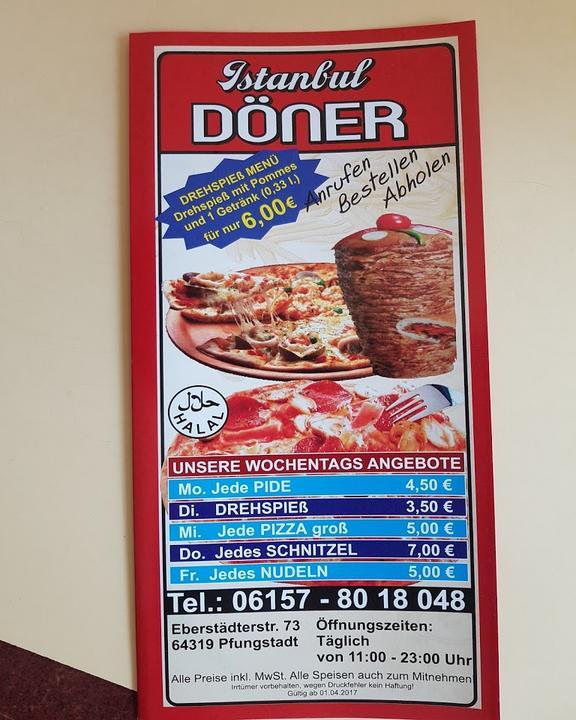 Istanbul
DÖNER
DREHSPIEß MENÜ
Drehspieß mit Pommes
und 1 Getränk (0,33 l.)
für nur 6,00€
Anrufen
Bestellen
Abholen
حلال
HALAL
UNSERE WOCHENTAGS ANGEBOTE
Mo. Jede PIDE 4,50 €
Di. DREHSPIEß 3,50 €
Mi. Jede PIZZA groß 5,00 €
Do. Jedes SCHNITZEL 7,00 €
Fr. Jedes NUDELN 5,00 €
Tel.: 06157 - 80 18 048
Eberstädterstr. 73
64319 Pfungstadt
Öffnungszeiten:
Täglich
von 11:00 - 23:00 Uhr
Alle Preise inkl. MwSt. Alle Speisen auch zum Mitnehmen
Irrtümer vorbehalten, wegen Druckfehler kein Haftung!
Gültig ab 01.04.2017